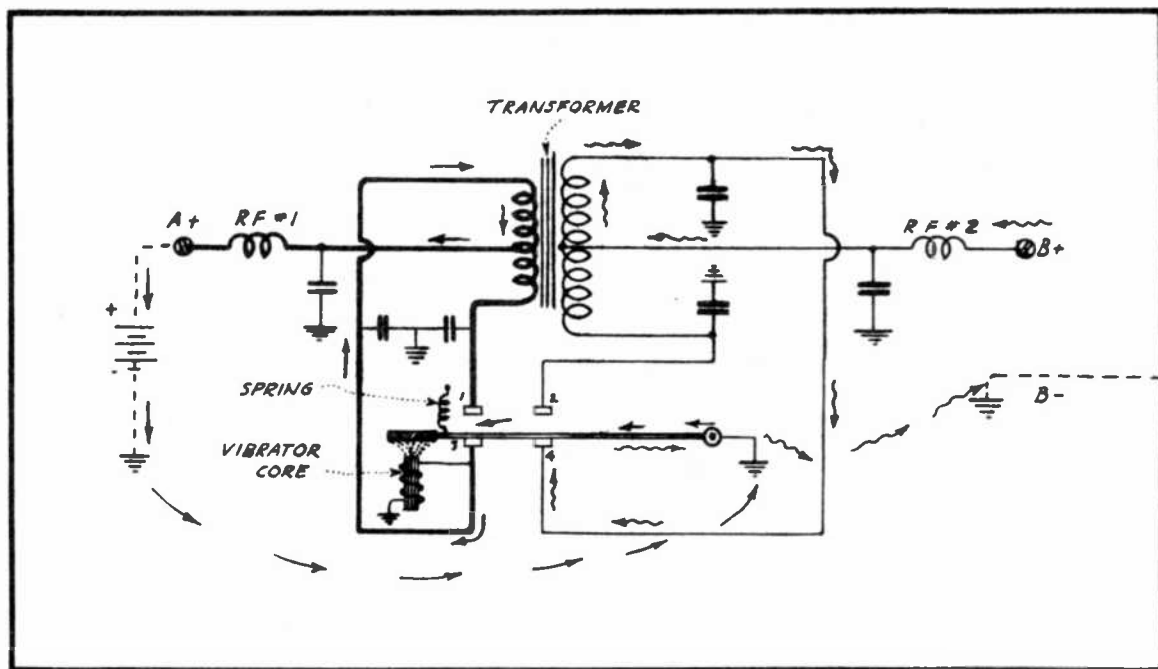 TRANSFORMER
A+
RF #1
RF #2
B+
+
-
SPRING
1
2
B-
VIBRATOR
CORE
3
4